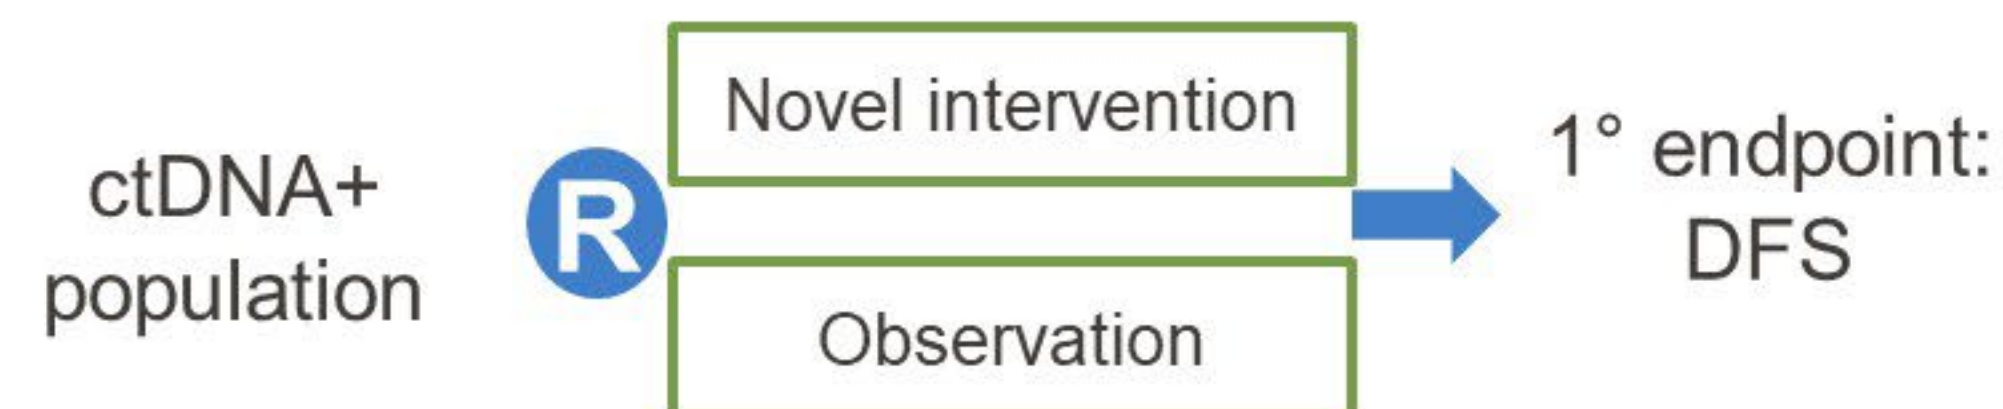 ctDNA+
population
R
Novel intervention
Observation
1° endpoint:
DFS